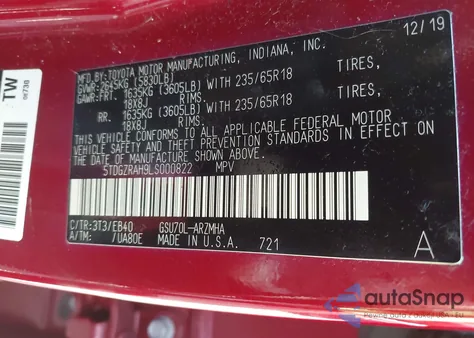 12/19
MFD.BY:TOYOTA MOTOR MANUFACTURING, INDIANA, INC.
GVWR:2645KG (5830LB)
GAWR:FRT. 1635KG (3605LB) WITH 235/65R18 TIRES,
18X8J RIMS.
RR. 1635KG (3605LB) WITH 235/65R18 TIRES,
18X8J RIMS.
THIS VEHICLE CONFORMS TO ALL APPLICABLE FEDERAL MOTOR
VEHICLE SAFETY AND THEFT PREVENTION STANDARDS IN EFFECT ON
THE DATE OF MANUFACTURE SHOWN ABOVE.
5TDGZRAH9LS000822 MPV
C/TR:3T3/EB40 GSU70L-ARZMHA
A/TM: /UA80E MADE IN U.S.A. 721
A
TW
autoSnap